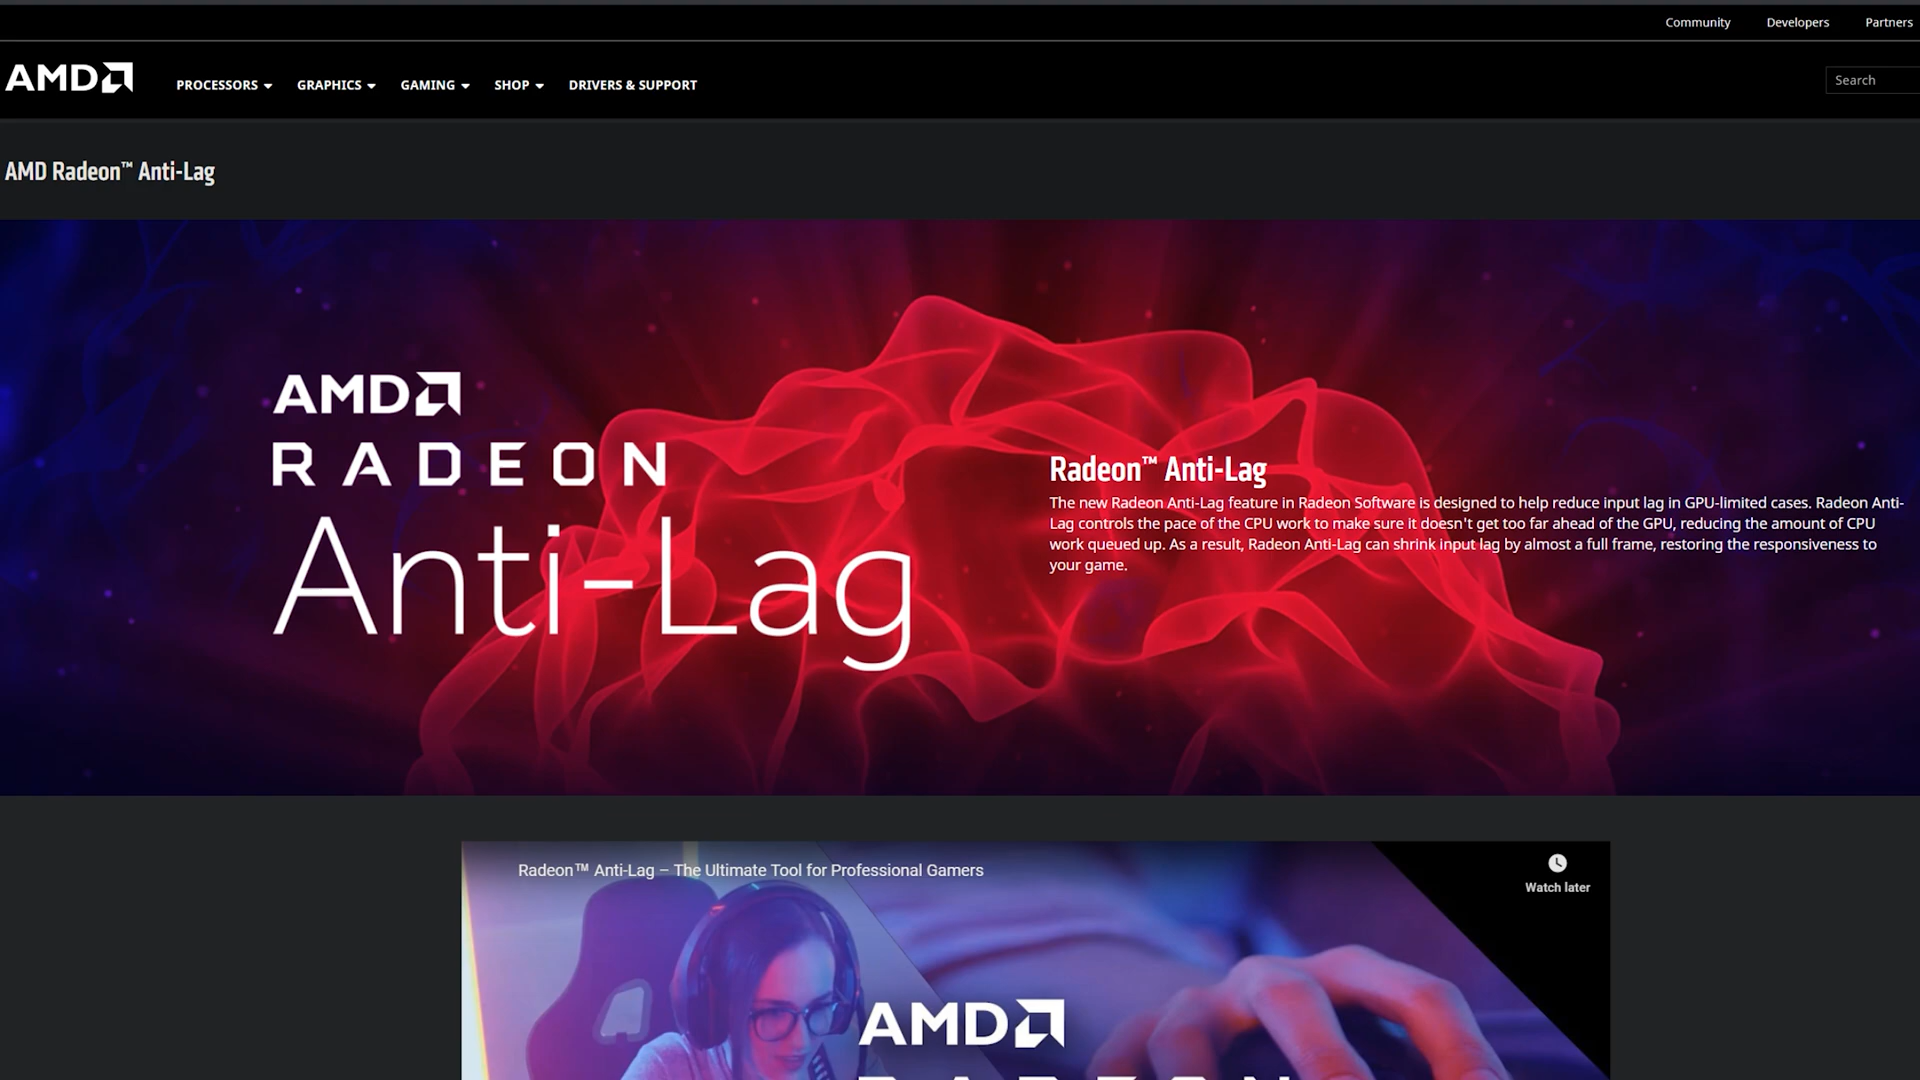 Community Developers Partners
AMD PROCESSORS GRAPHICS GAMING SHOP DRIVERS & SUPPORT Search
AMD Radeon™ Anti-Lag
AMD
RADEON
Anti-Lag
Radeon™ Anti-Lag
The new Radeon Anti-Lag feature in Radeon Software is designed to help reduce input lag in GPU-limited cases. Radeon Anti-
Lag controls the pace of the CPU work to make sure it doesn't get too far ahead of the GPU, reducing the amount of CPU
work queued up. As a result, Radeon Anti-Lag can shrink input lag by almost a full frame, restoring the responsiveness to
your game.
Radeon™ Anti-Lag – The Ultimate Tool for Professional Gamers
Watch later
AMD